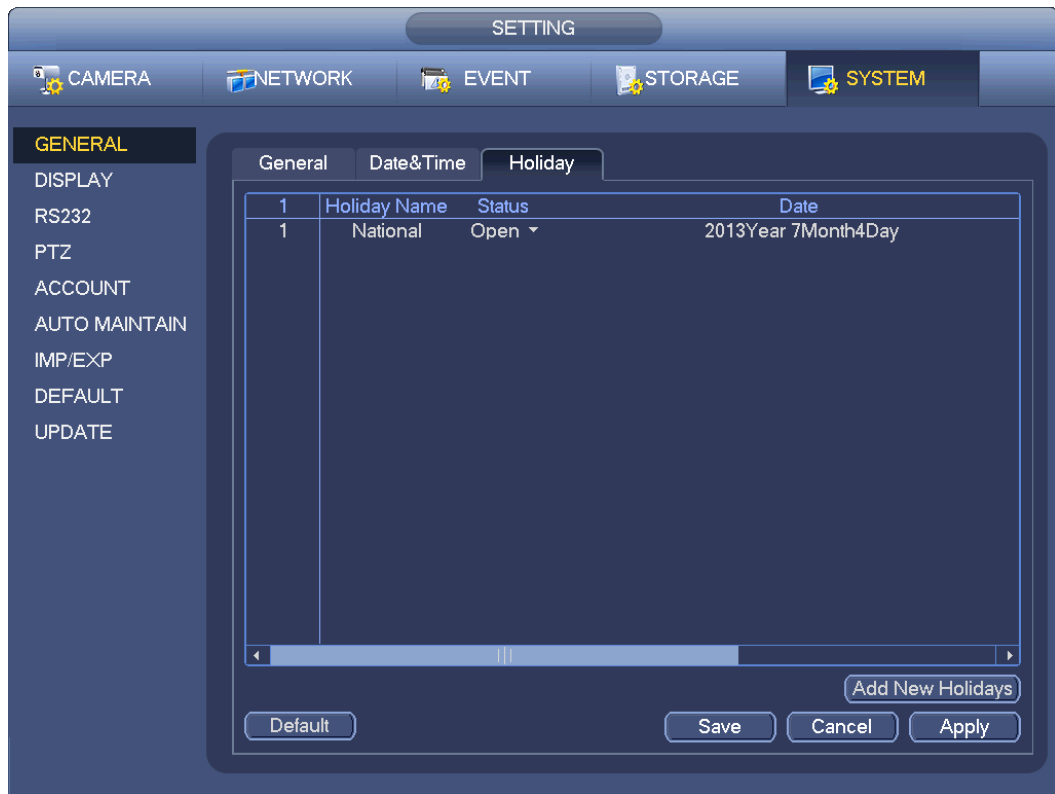 SETTING
CAMERA NETWORK EVENT STORAGE SYSTEM
GENERAL
DISPLAY
RS232
PTZ
ACCOUNT
AUTO MAINTAIN
IMP/EXP
DEFAULT
UPDATE
General Date&Time Holiday
1 Holiday Name Status Date
1 National Open 2013Year 7Month4Day
Add New Holidays
Default Save Cancel Apply